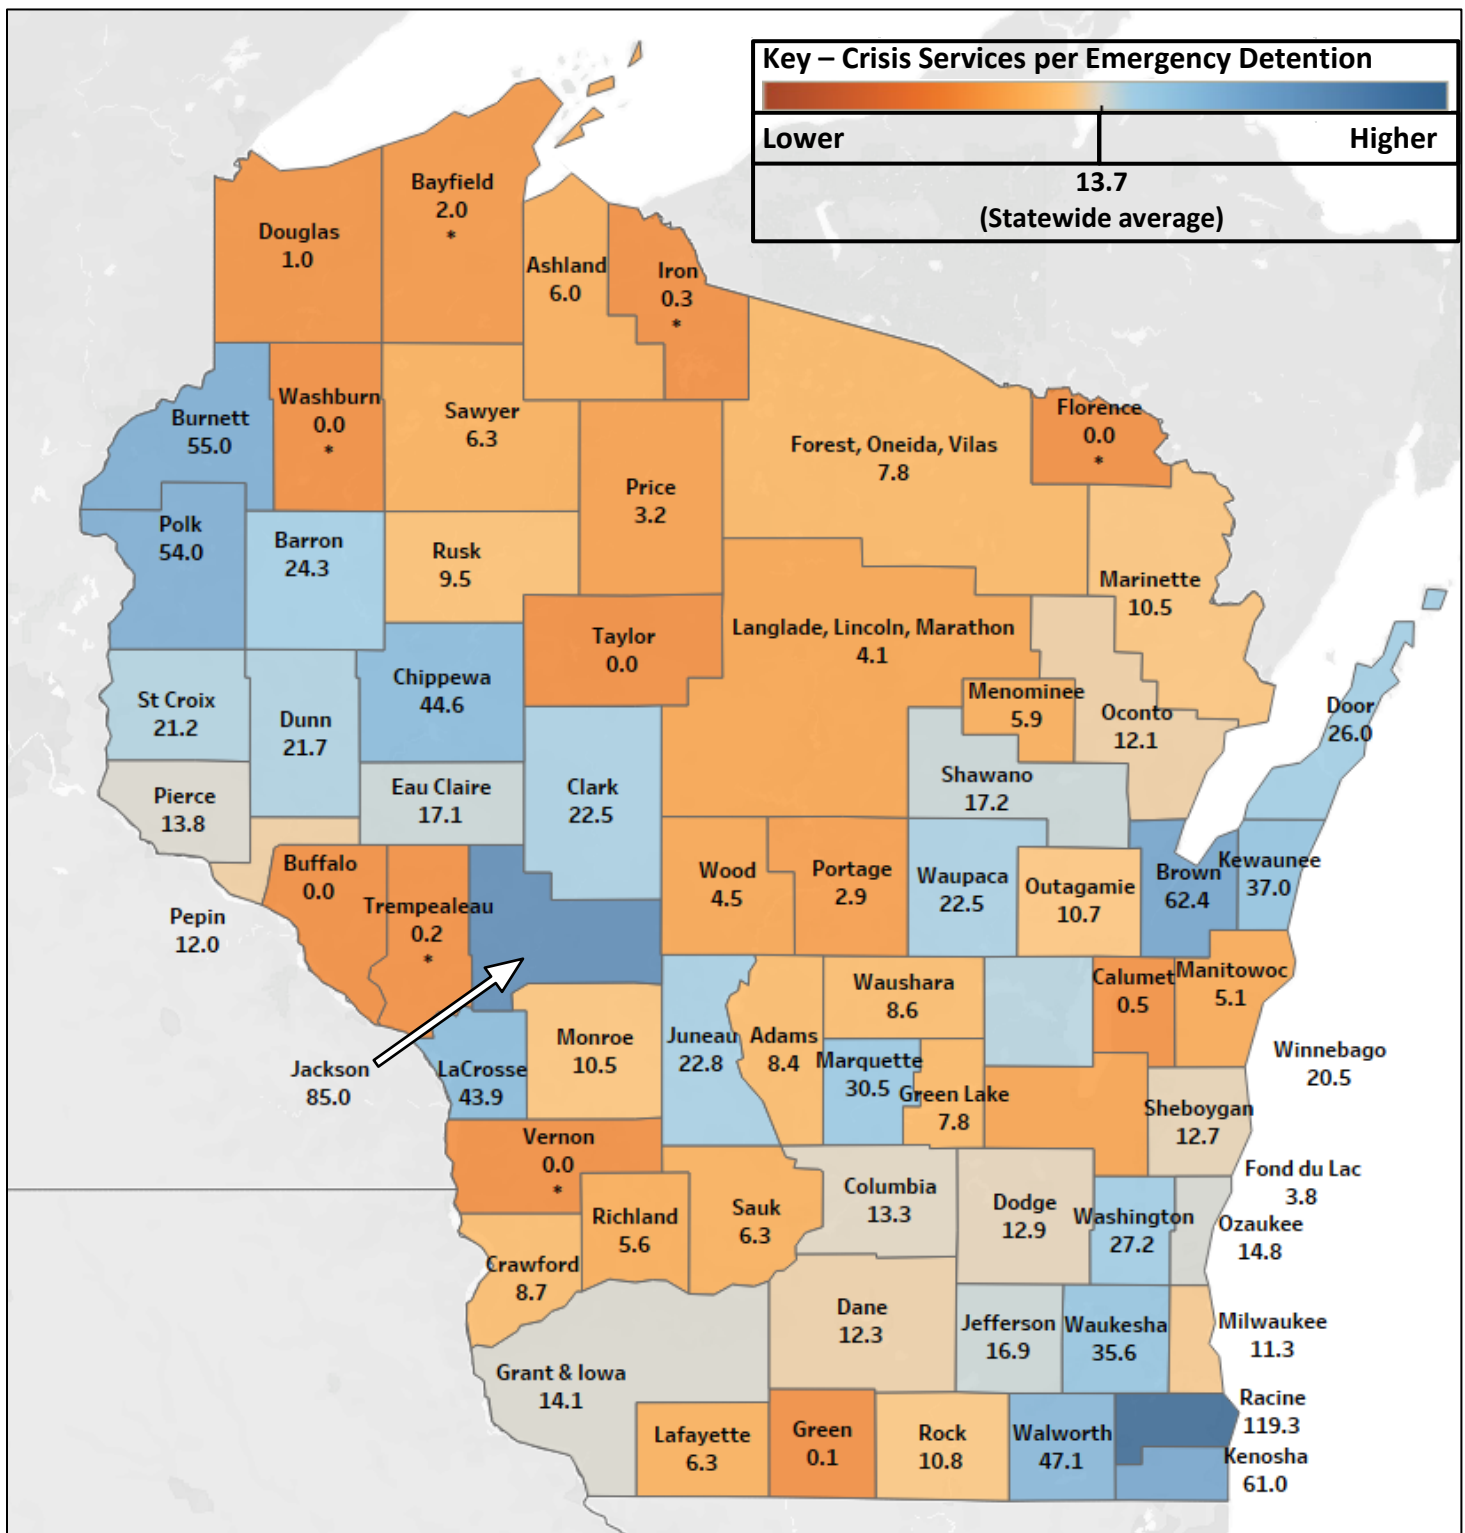 Key – Crisis Services per Emergency Detention
Lower
Higher
13.7
(Statewide average)
Bayfield
2.0
*
Douglas
1.0
Ashland
6.0
Iron
0.3
*
Burnett
55.0
Washburn
0.0
*
Sawyer
6.3
Price
3.2
Forest, Oneida, Vilas
7.8
Florence
0.0
*
Polk
54.0
Barron
24.3
Rusk
9.5
Marinette
10.5
Taylor
0.0
Langlade, Lincoln, Marathon
4.1
Menominee
5.9
Oconto
12.1
Door
26.0
St Croix
21.2
Dunn
21.7
Chippewa
44.6
Shawano
17.2
Pierce
13.8
Eau Claire
17.1
Clark
22.5
Buffalo
0.0
Trempealeau
0.2
*
Pepin
12.0
Wood
4.5
Portage
2.9
Waupaca
22.5
Outagamie
10.7
Brown
62.4
Kewaunee
37.0
Waushara
8.6
Calumet
0.5
Manitowoc
5.1
Jackson
85.0
LaCrosse
43.9
Monroe
10.5
Juneau
22.8
Adams
8.4
Marquette
30.5
Green Lake
7.8
Winnebago
20.5
Sheboygan
12.7
Vernon
0.0
*
Richland
5.6
Sauk
6.3
Columbia
13.3
Dodge
12.9
Washington
27.2
Fond du Lac
3.8
Ozaukee
14.8
Crawford
8.7
Dane
12.3
Jefferson
16.9
Waukesha
35.6
Milwaukee
11.3
Grant & Iowa
14.1
Lafayette
6.3
Green
0.1
Rock
10.8
Walworth
47.1
Racine
119.3
Kenosha
61.0